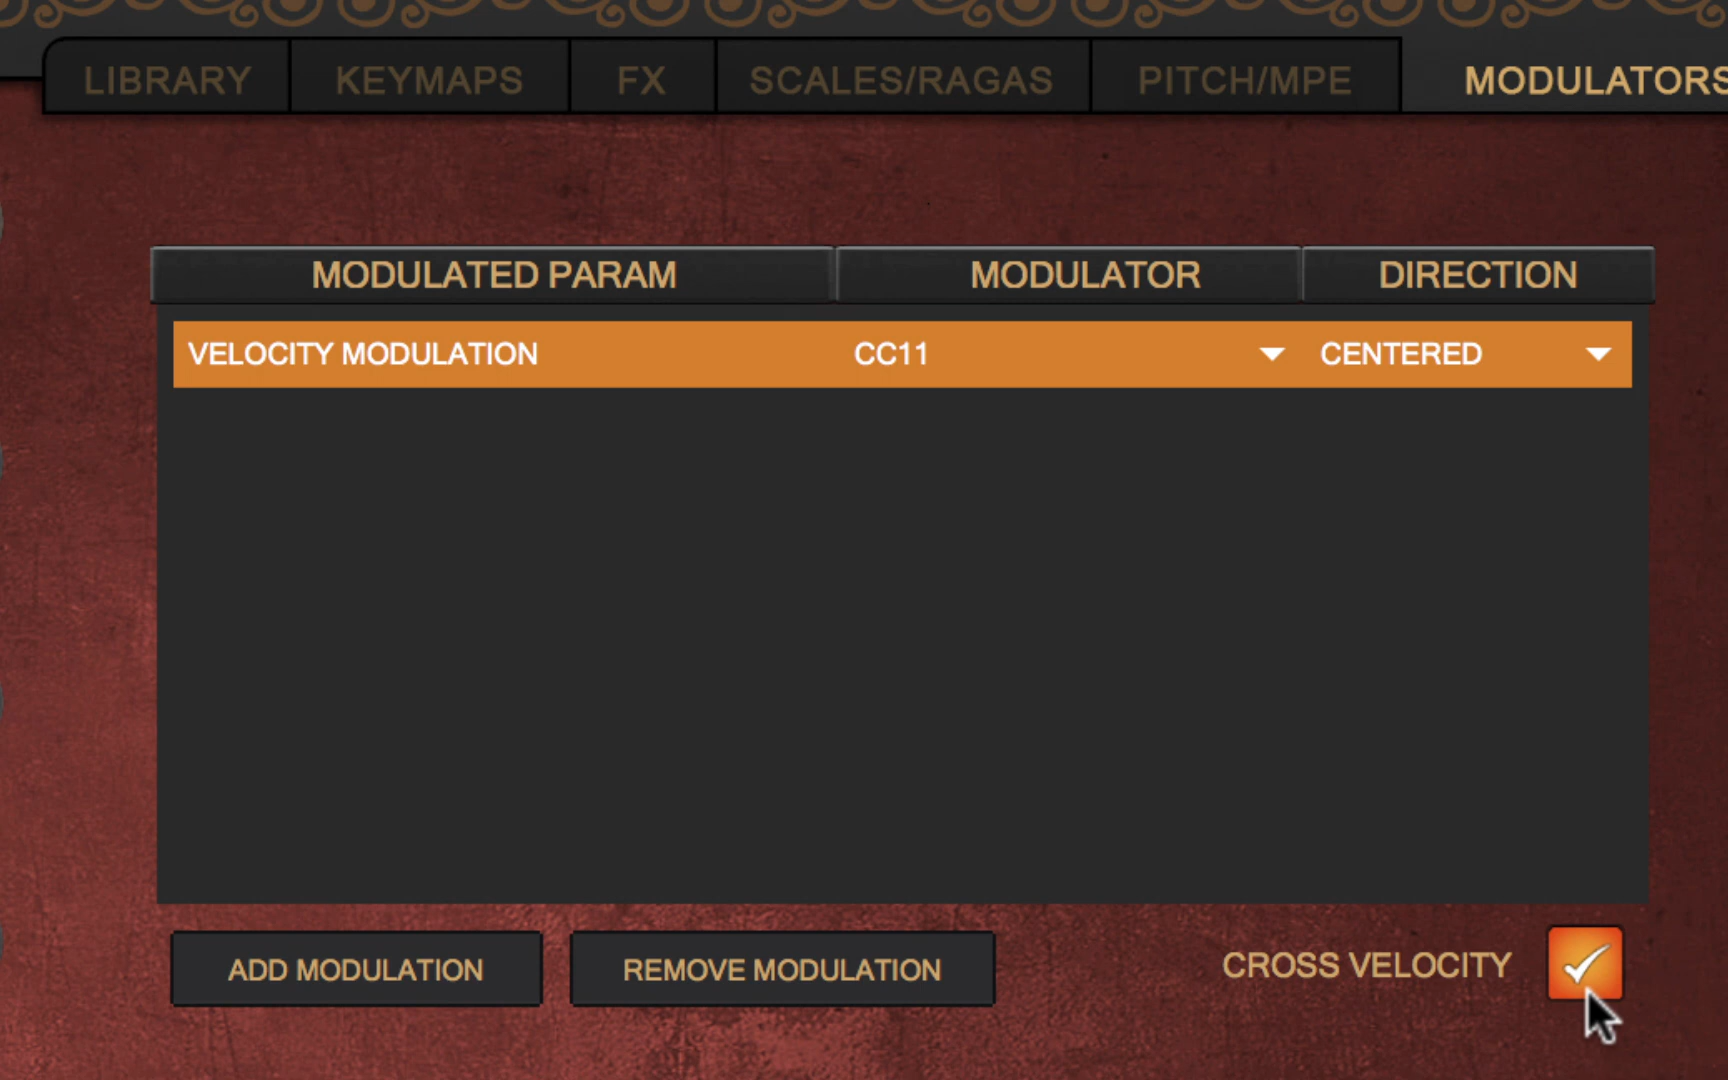 LIBRARY KEYMAPS FX SCALES/RAGAS PITCH/MPE MODULATORS
MODULATED PARAM MODULATOR DIRECTION
VELOCITY MODULATION CC11 CENTERED
ADD MODULATION REMOVE MODULATION CROSS VELOCITY